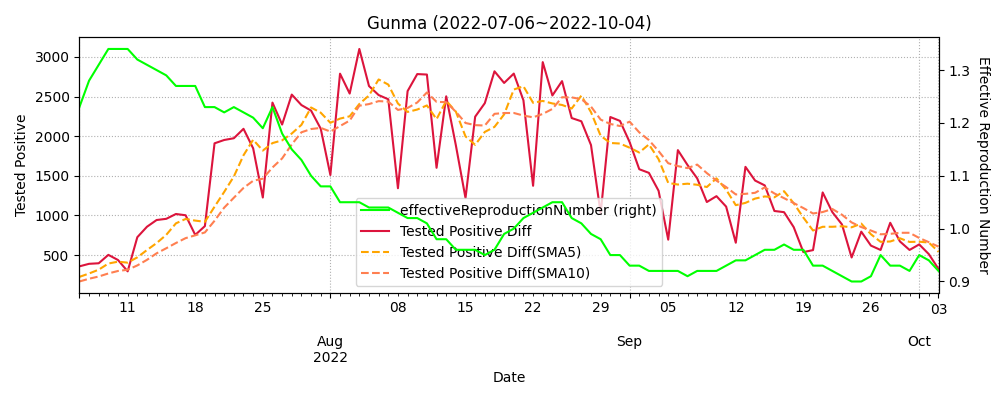 Gunma (2022-07-06~2022-10-04)
3000
2500
2000
1500
1000
500
Tested Positive
1.3
1.2
1.1
1.0
0.9
Effective Reproduction Number
effectiveReproductionNumber (right)
Tested Positive Diff
Tested Positive Diff(SMA5)
Tested Positive Diff(SMA10)
11 18 25 08 15 22 29 05 12 19 26 03
Aug Sep Oct
2022
Date